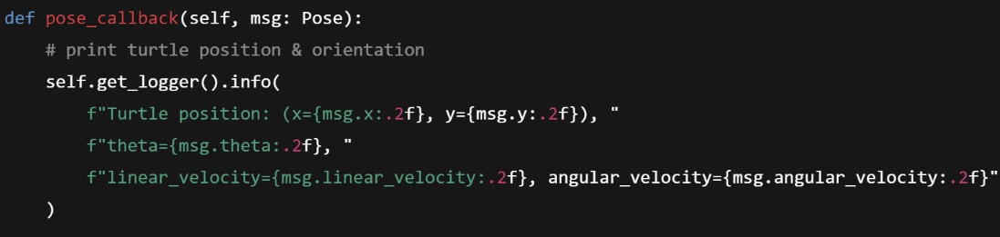 def pose_callback(self, msg: Pose):
    # print turtle position & orientation
    self.get_logger().info(
        f"Turtle position: (x={msg.x:.2f}, y={msg.y:.2f}), "
        f"theta={msg.theta:.2f}, "
        f"linear_velocity={msg.linear_velocity:.2f}, angular_velocity={msg.angular_velocity:.2f}"
    )